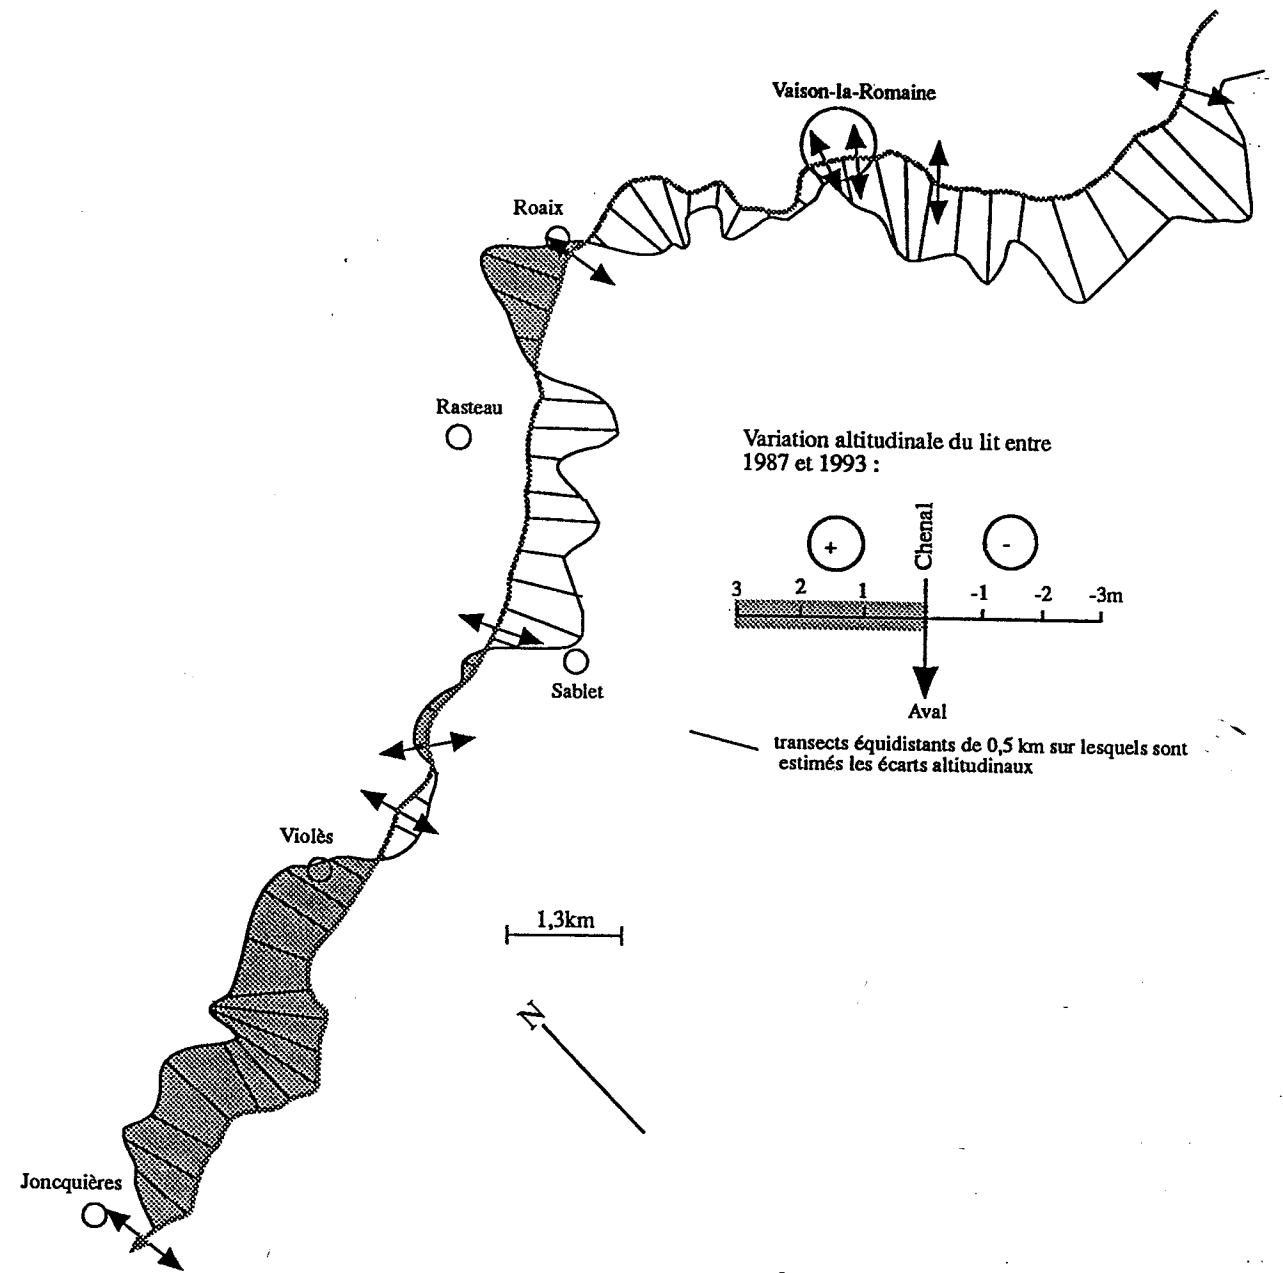 Vaison-la-Romaine
Roaix
Rasteau
Variation altitudinale du lit entre
1987 et 1993 :
Chenal
+
-
3 2 1 -1 -2 -3m
Sablet
Aval
transects équidistants de 0,5 km sur lesquels sont
estimés les écarts altitudinaux
Violès
1,3km
N
Joncquières